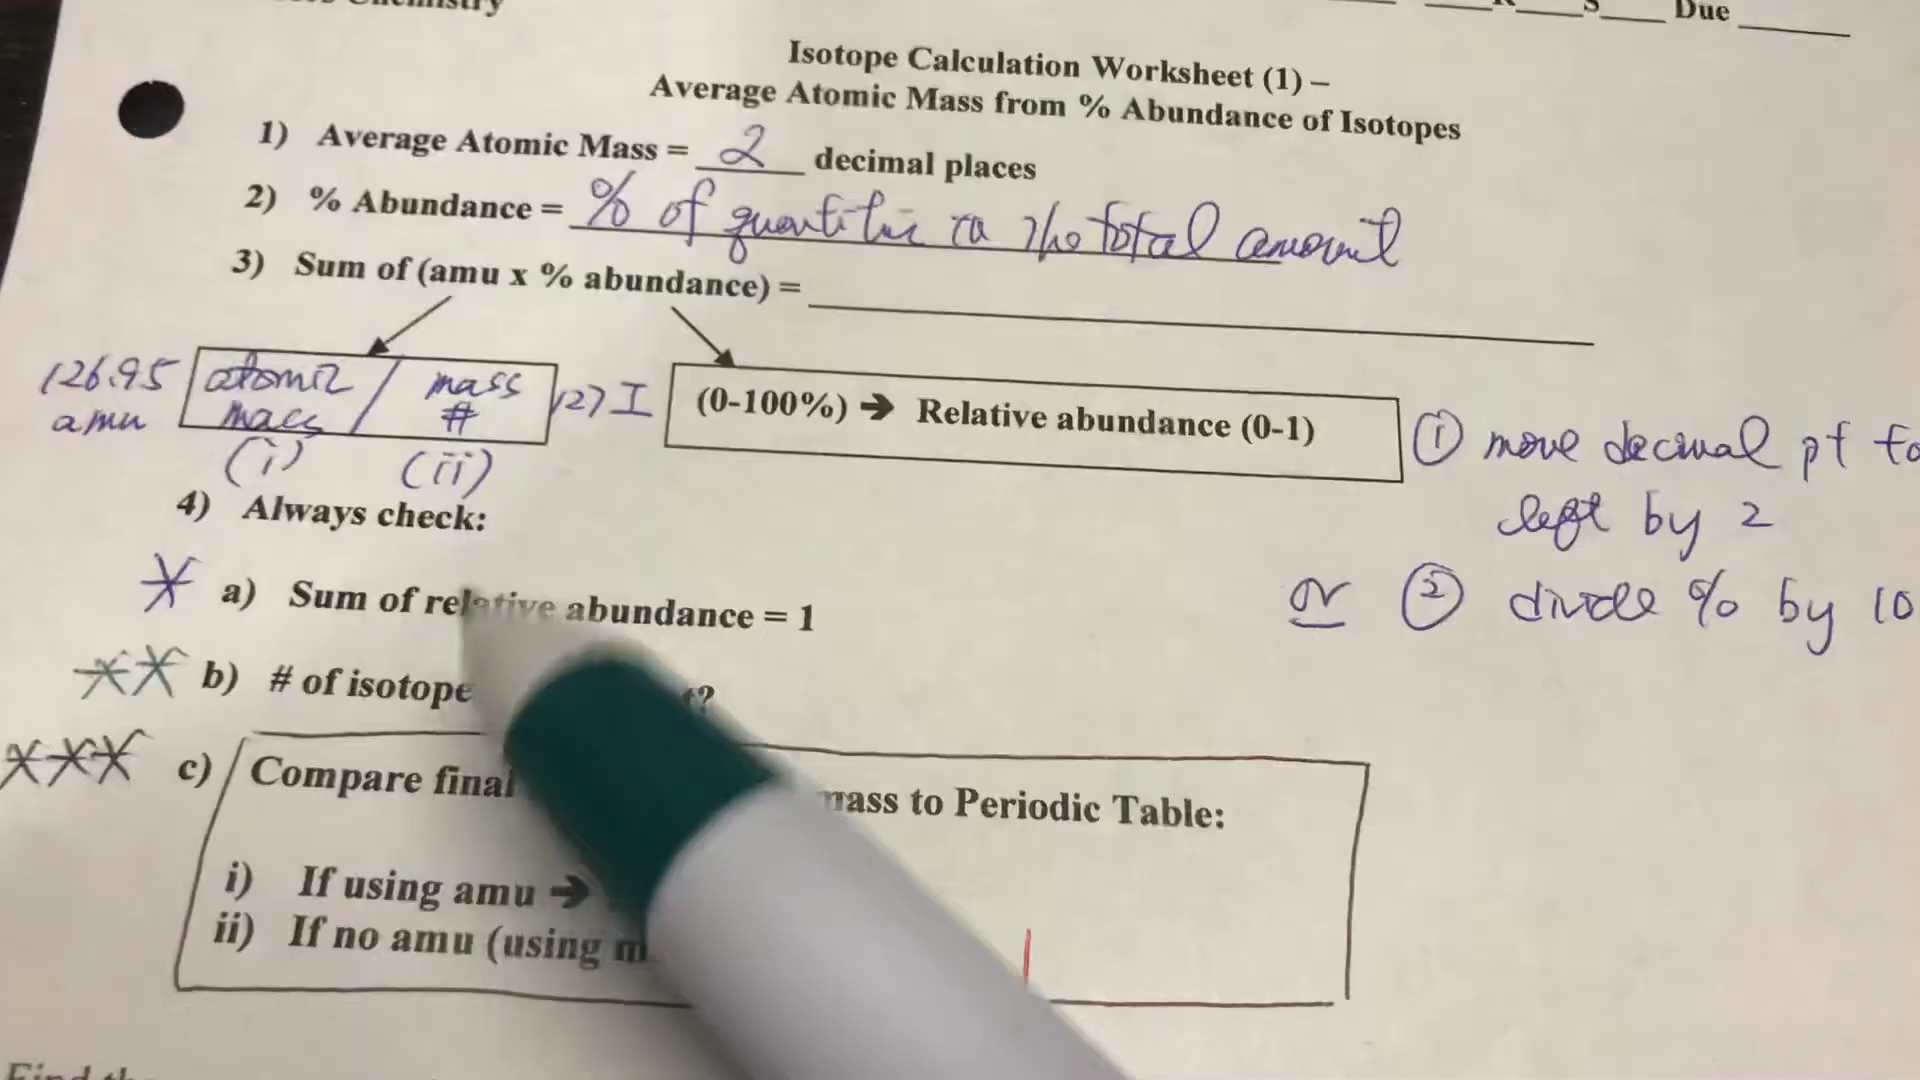 Due
Isotope Calculation Worksheet (1) –
Average Atomic Mass from % Abundance of Isotopes
1) Average Atomic Mass = 2 decimal places
2) % Abundance = % of to the total amount
3) Sum of (amu x % abundance) =
126.95 amu
atomic mass / mass #
127 I
(0-100%) ➔ Relative abundance (0-1)
(i) (ii)
① move decimal pt to
left by 2
or ② divide % by 10
4) Always check:
* a) Sum of relative abundance = 1
** b) # of isotope
*** c) Compare final mass to Periodic Table:
i) If using amu ➔
ii) If no amu (using